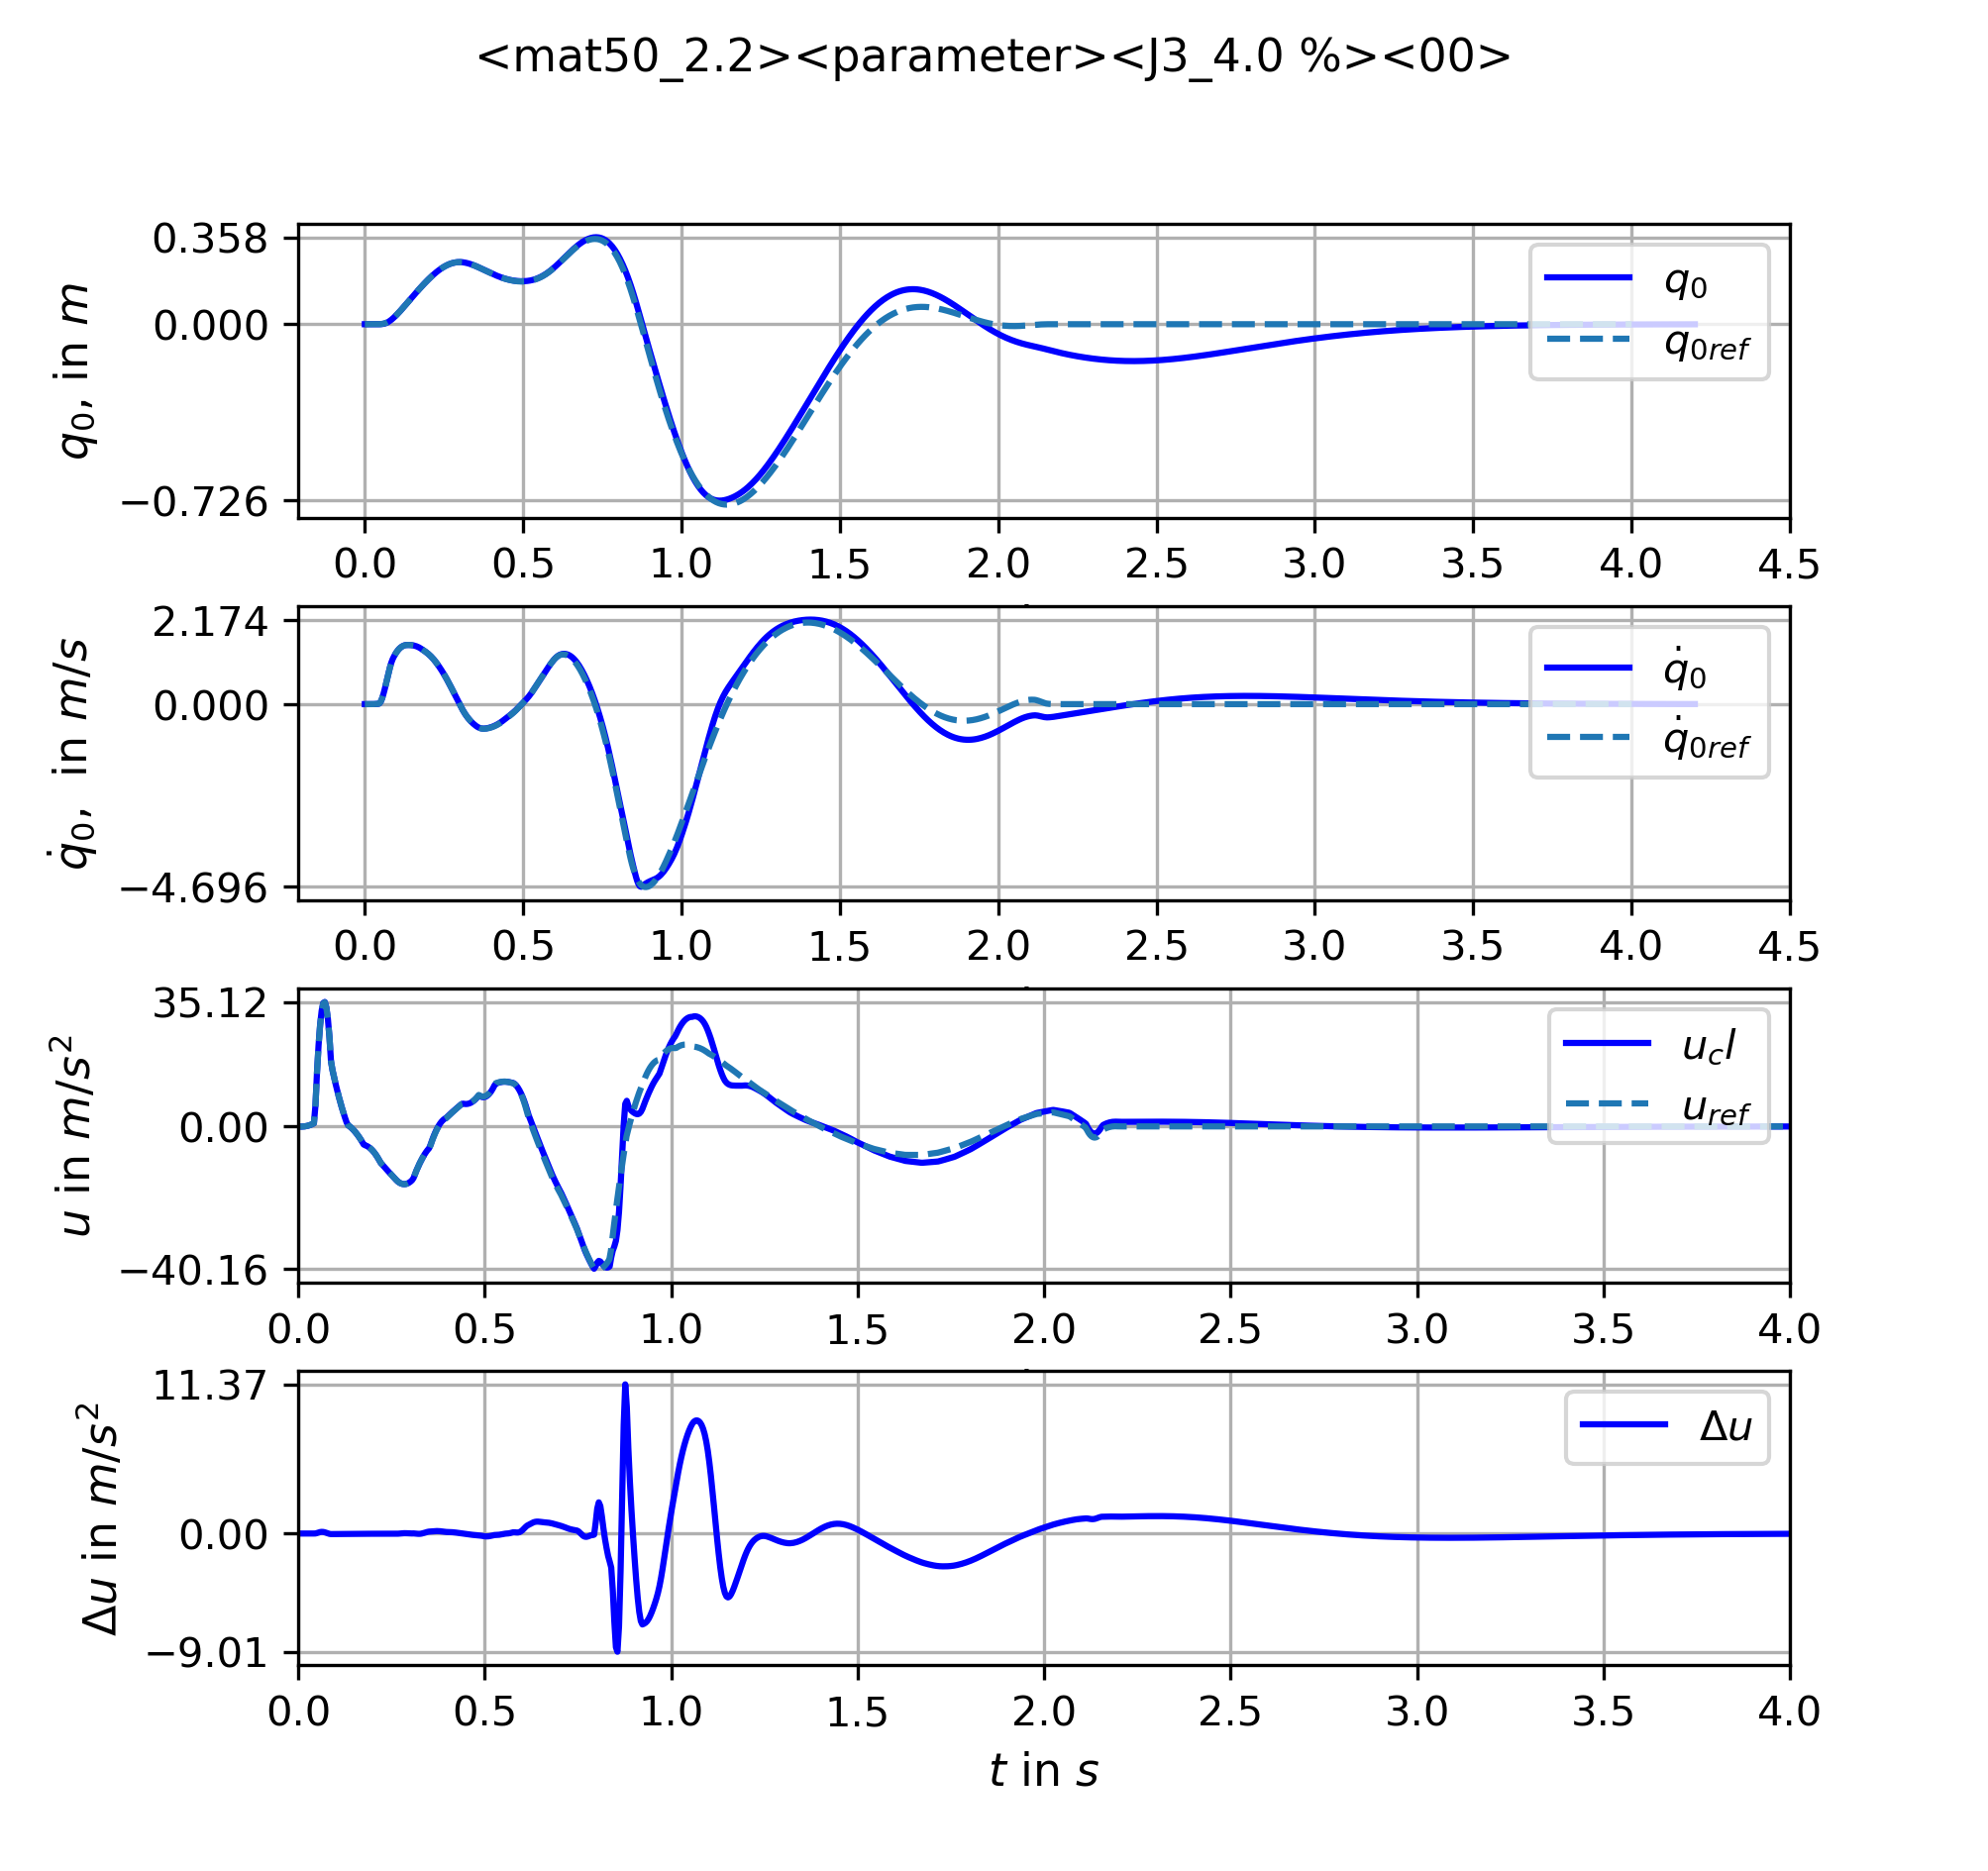 <mat50_2.2><parameter><J3_4.0 %><00>
q₀, in m
0.358
0.000
−0.726
q₀
q₀ref
0.0 0.5 1.0 1.5 2.0 2.5 3.0 3.5 4.0 4.5
q̇₀, in m/s
2.174
0.000
−4.696
q̇₀
q̇₀ref
0.0 0.5 1.0 1.5 2.0 2.5 3.0 3.5 4.0 4.5
u in m/s²
35.12
0.00
−40.16
u_cl
u_ref
0.0 0.5 1.0 1.5 2.0 2.5 3.0 3.5 4.0
Δu in m/s²
11.37
0.00
−9.01
Δu
0.0 0.5 1.0 1.5 2.0 2.5 3.0 3.5 4.0
t in s